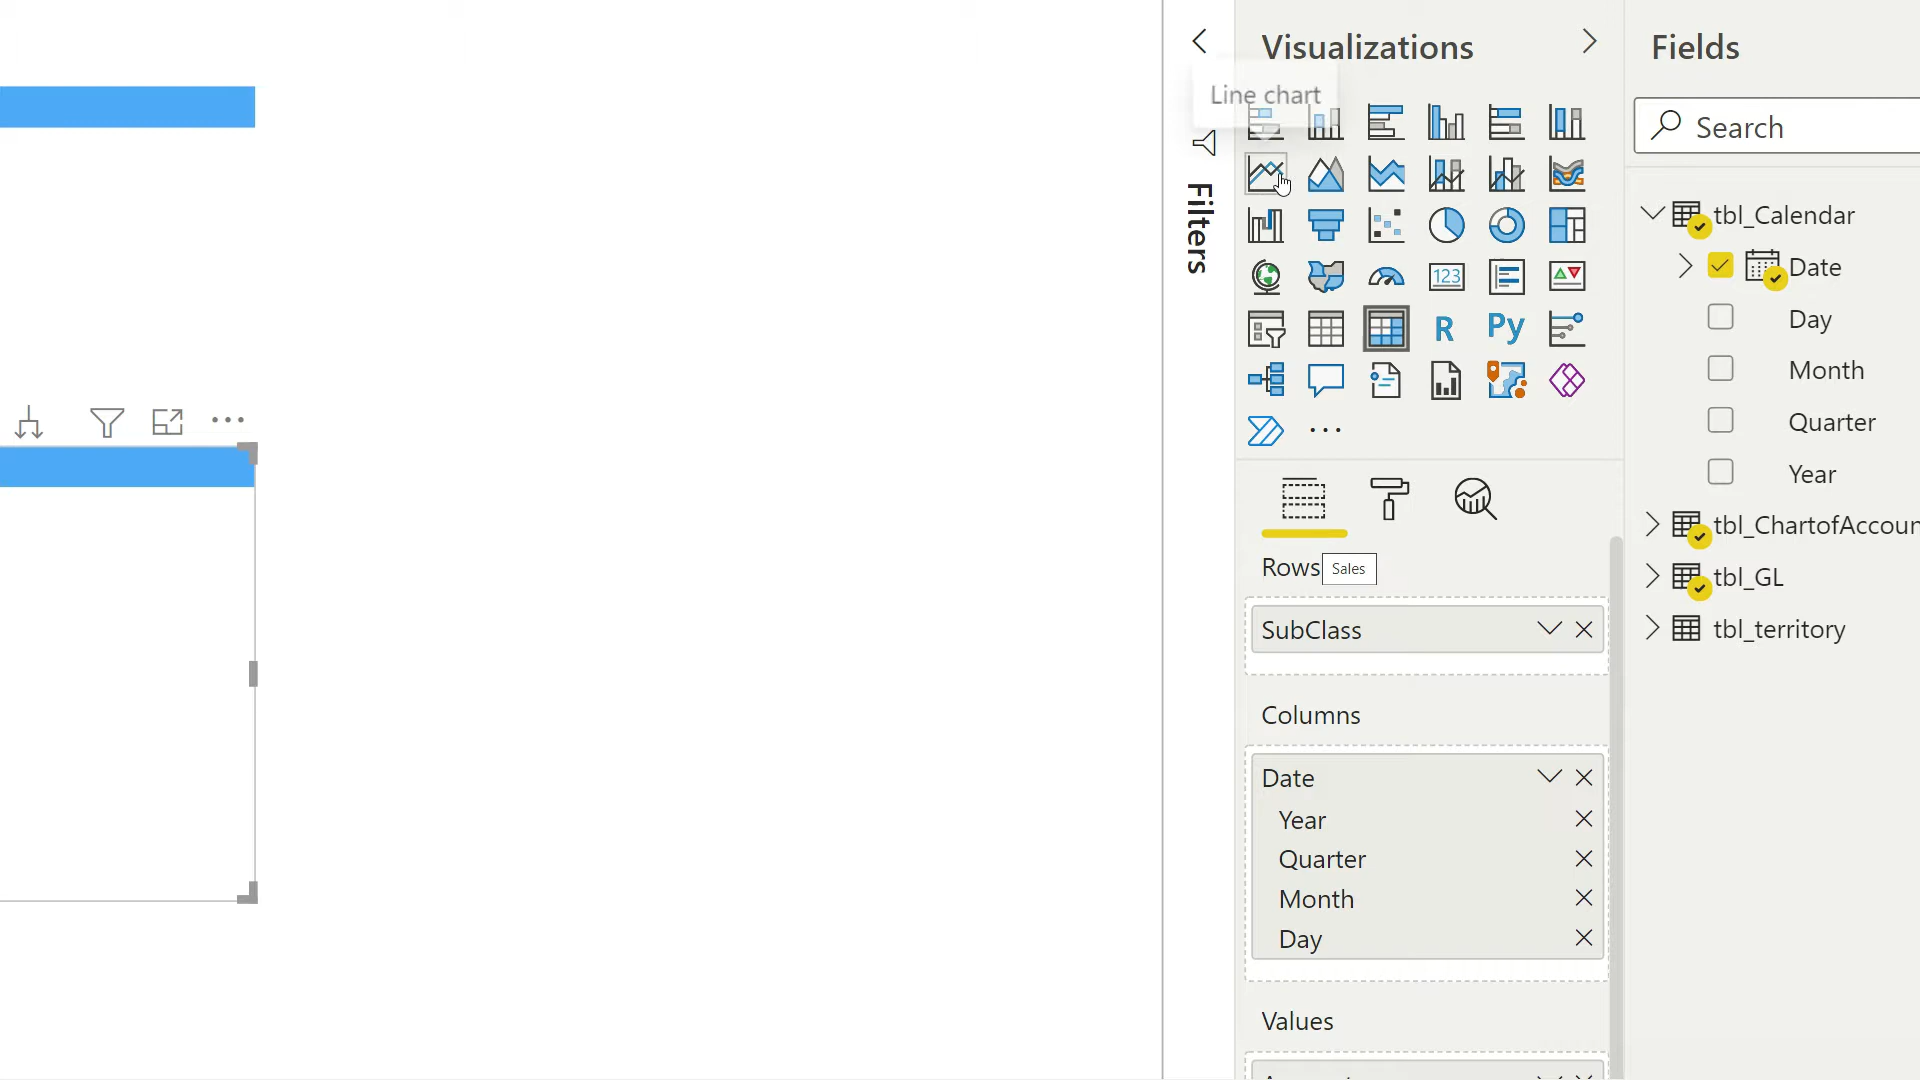 Visualizations
Fields
Line chart
Search
Filters
123
R
Py
tbl_Calendar
Date
Day
Month
Quarter
Year
tbl_ChartofAccoun
tbl_GL
tbl_territory
Rows
Sales
SubClass
Columns
Date
Year
Quarter
Month
Day
Values